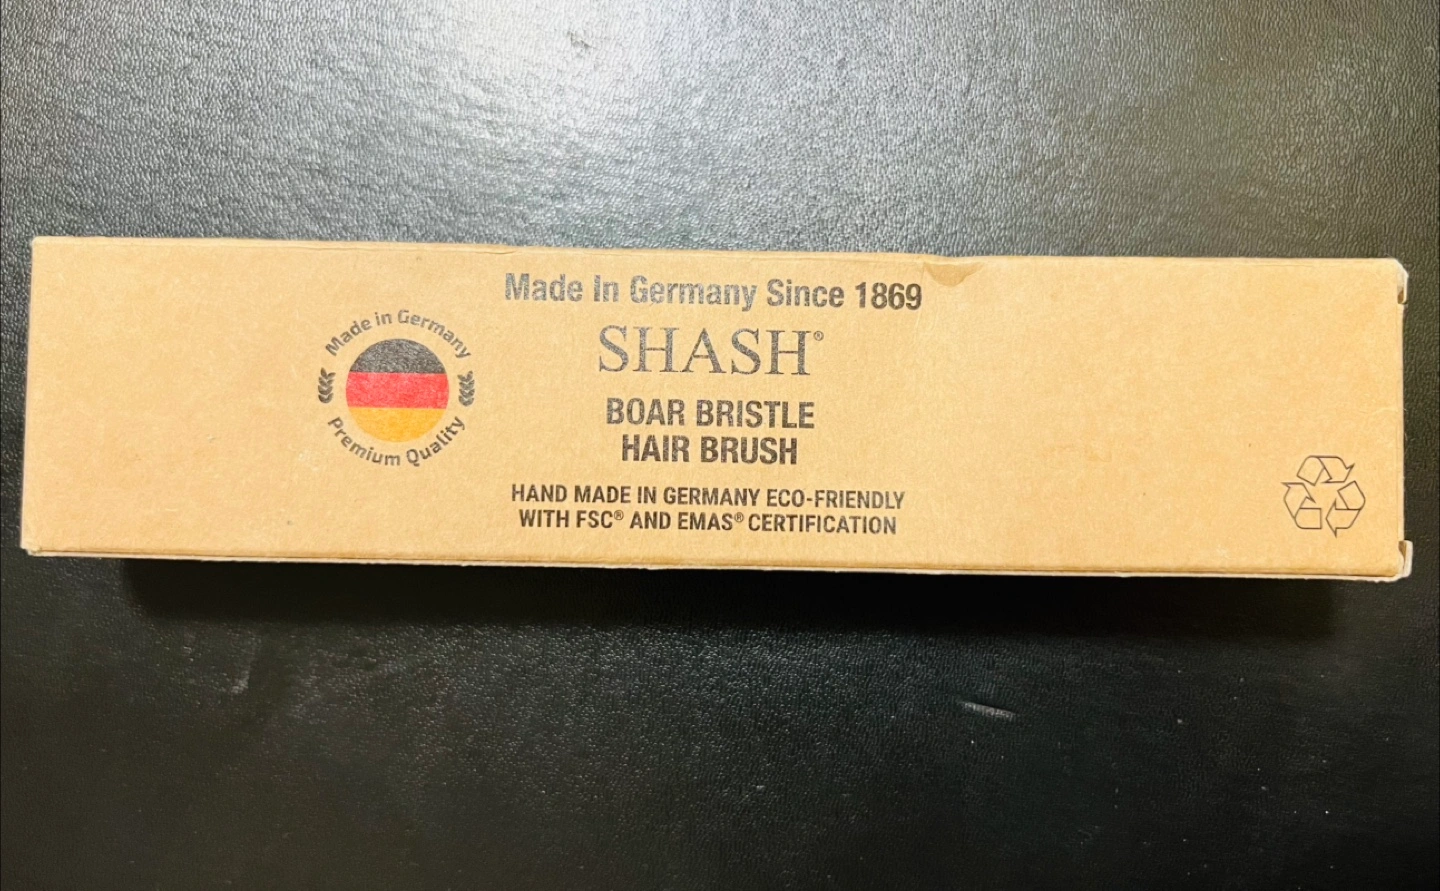 Made In Germany Since 1869
SHASH®
BOAR BRISTLE
HAIR BRUSH
HAND MADE IN GERMANY ECO-FRIENDLY
WITH FSC® AND EMAS® CERTIFICATION
Made in Germany
Premium Quality